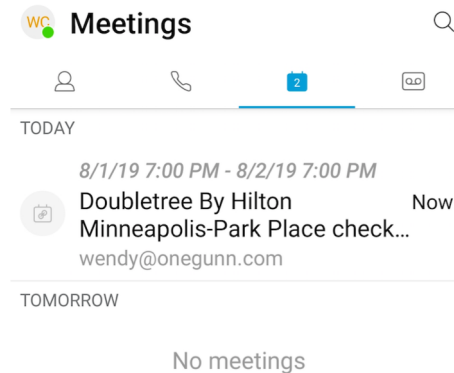 WC Meetings
2
TODAY
8/1/19 7:00 PM - 8/2/19 7:00 PM
Doubletree By Hilton Now
Minneapolis-Park Place check...
wendy@onegunn.com
TOMORROW
No meetings